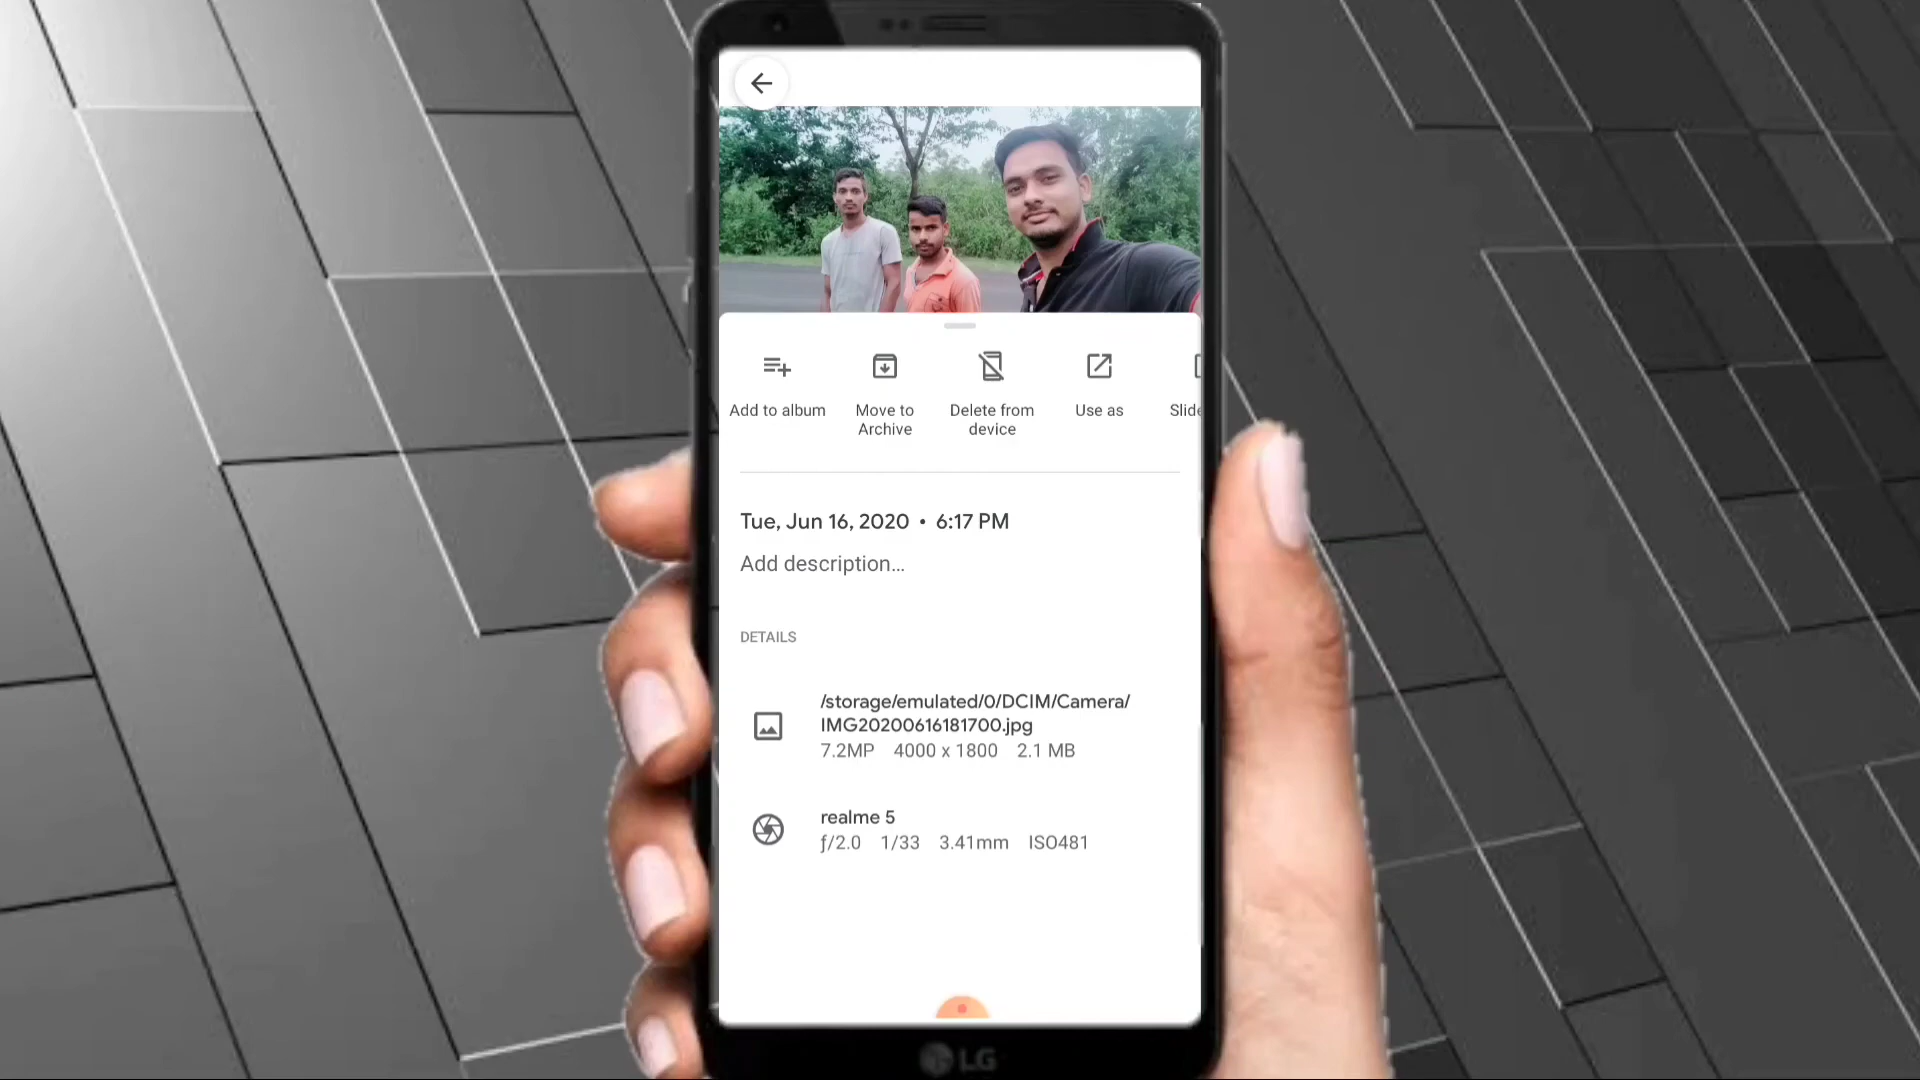 Add to album
Move to
Archive
Delete from
device
Use as
Slide
Tue, Jun 16, 2020 • 6:17 PM
Add description...
DETAILS
/storage/emulated/0/DCIM/Camera/
IMG20200616181700.jpg
7.2MP 4000 x 1800 2.1 MB
realme 5
ƒ/2.0 1/33 3.41mm ISO481
LG